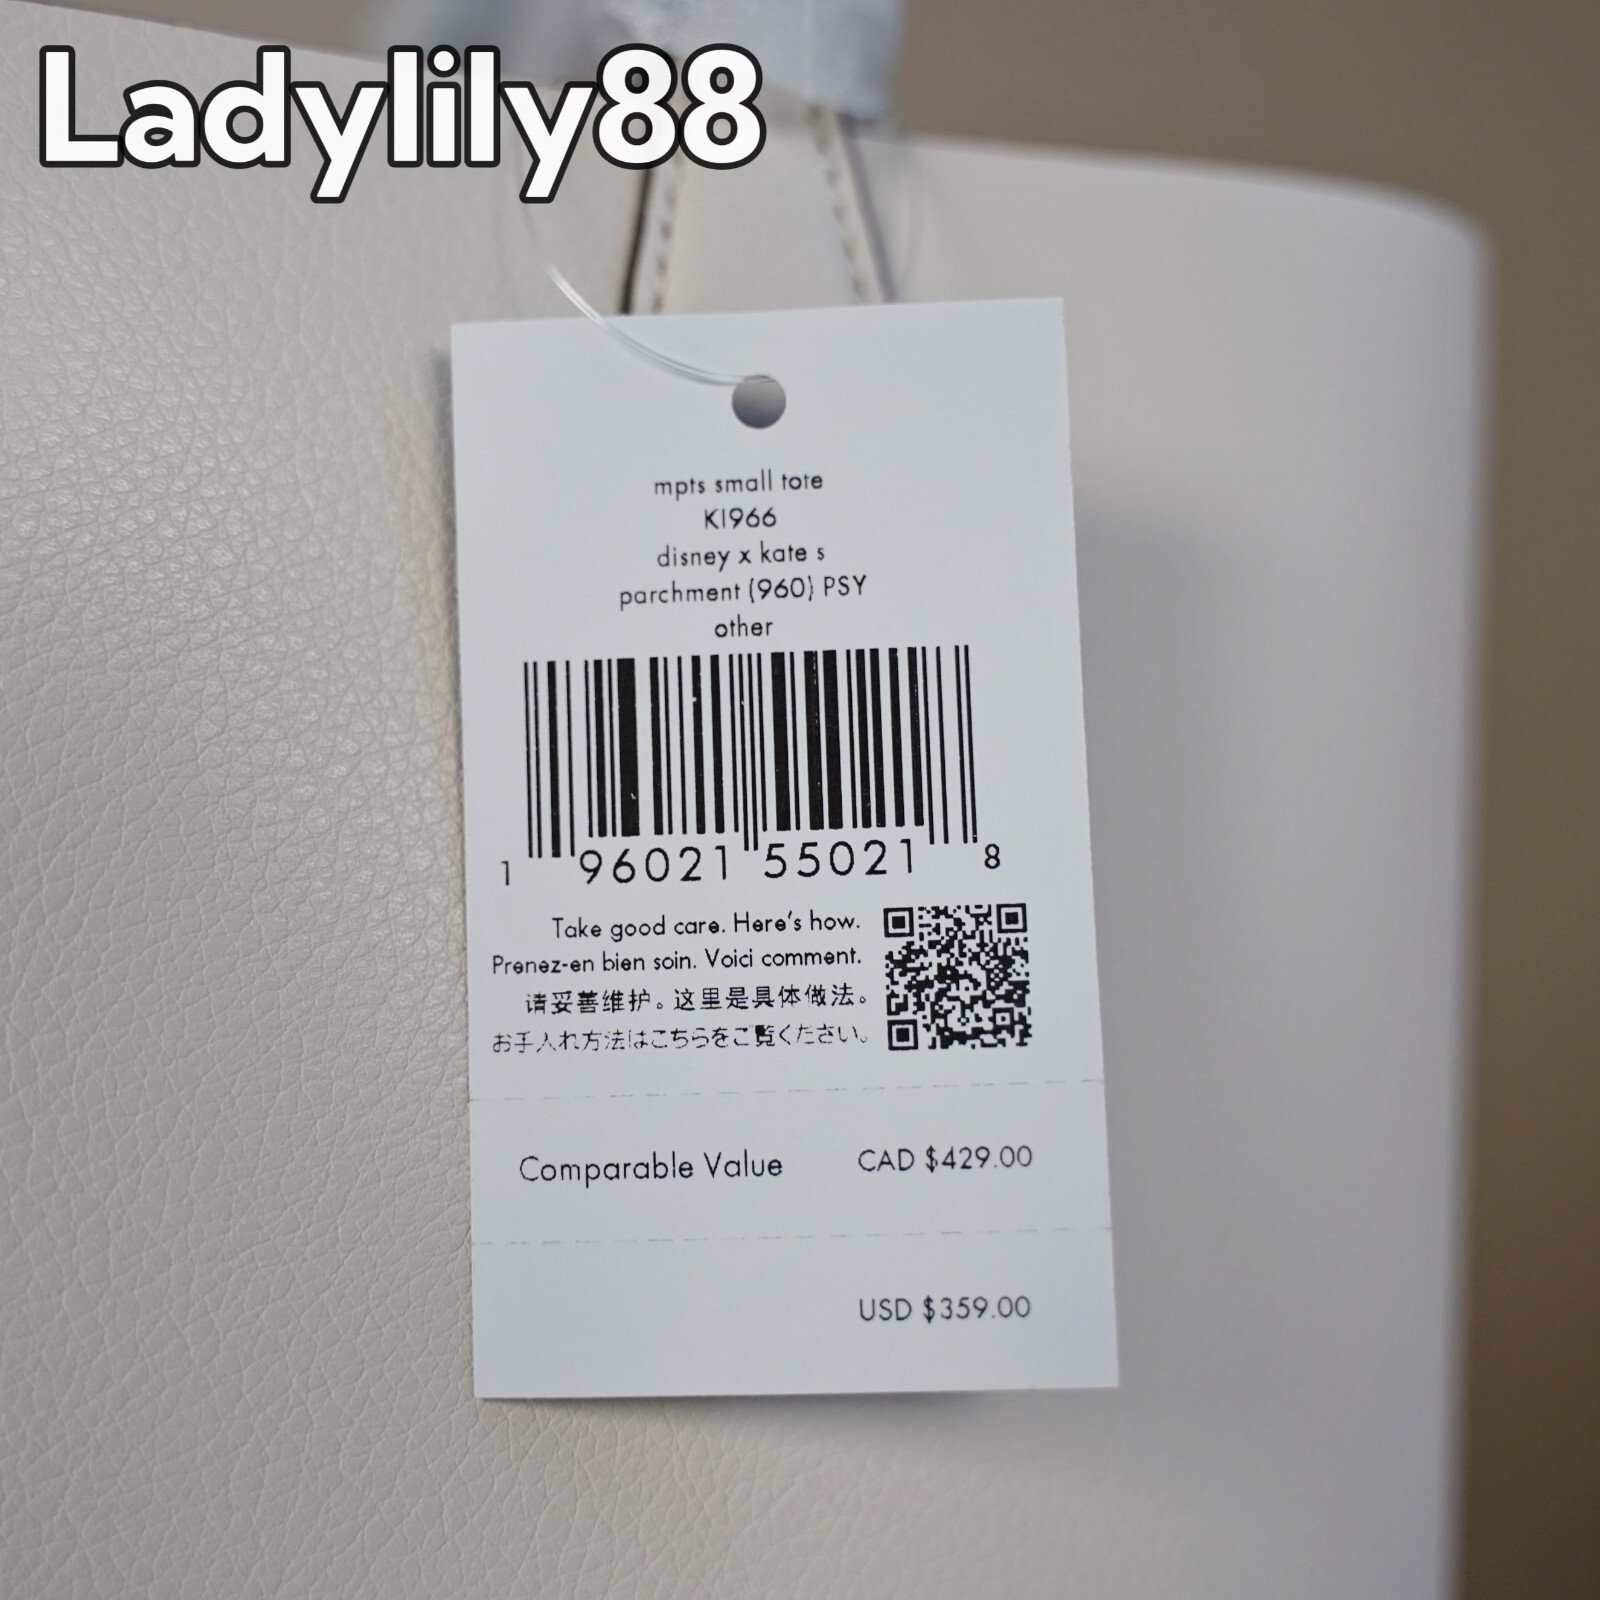 Ladylily88
mpts small tote
KI966
disney x kate s
parchment (960) PSY
other
1 96021 55021 8
Take good care. Here's how.
Prenez-en bien soin. Voici comment.
请妥善维护。这里是具体做法。
お手入れ方法はこちらをご覧ください。
Comparable Value CAD $429.00
USD $359.00